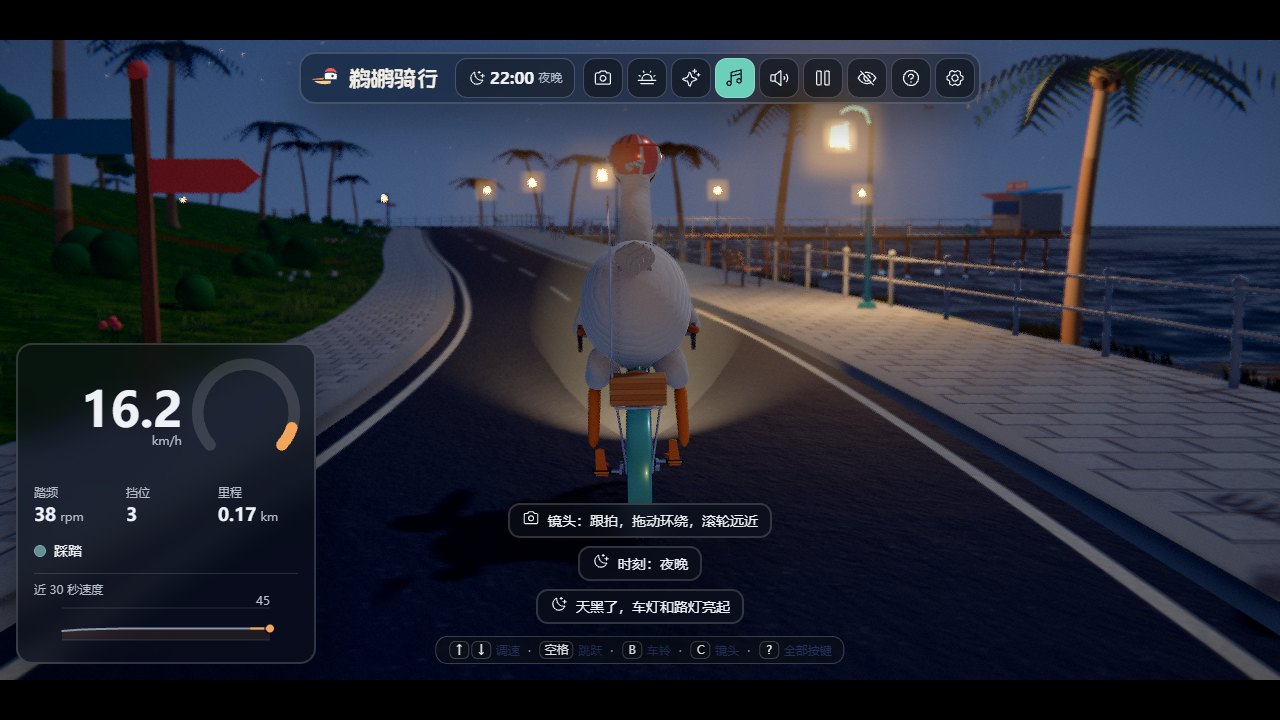 鹈鹕骑行
22:00 夜晚
16.2
km/h
踏频 挡位 里程
38 rpm 3 0.17 km
踩踏
近 30 秒速度
45
镜头：跟拍，拖动环绕，滚轮远近
时刻：夜晚
天黑了，车灯和路灯亮起
↑ ↓ 调速 · 空格 跳跃 · B 车铃 · C 镜头 · ? 全部按键